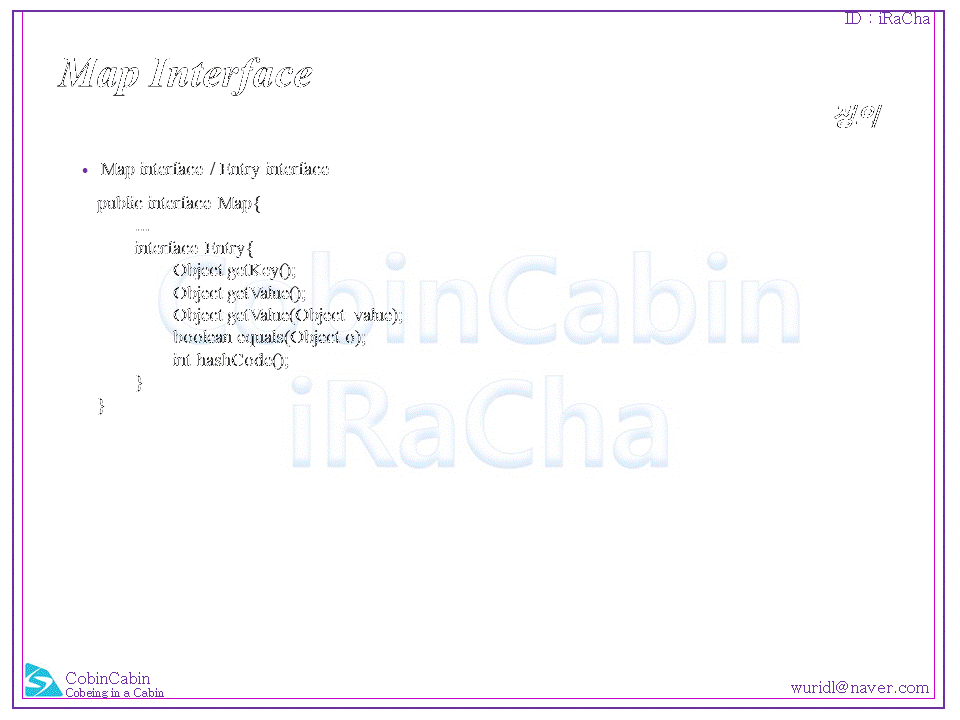 ID : iRaCha
Map Interface
정의
• Map interface / Entry interface
public interface Map{
....
interface Entry{
Object getKey();
Object getValue();
Object getValue(Object value);
boolean equals(Object o);
int hashCode();
}
}
CobinCabin
iRaCha
CobinCabin
Cobeing in a Cabin
wuridl@naver.com